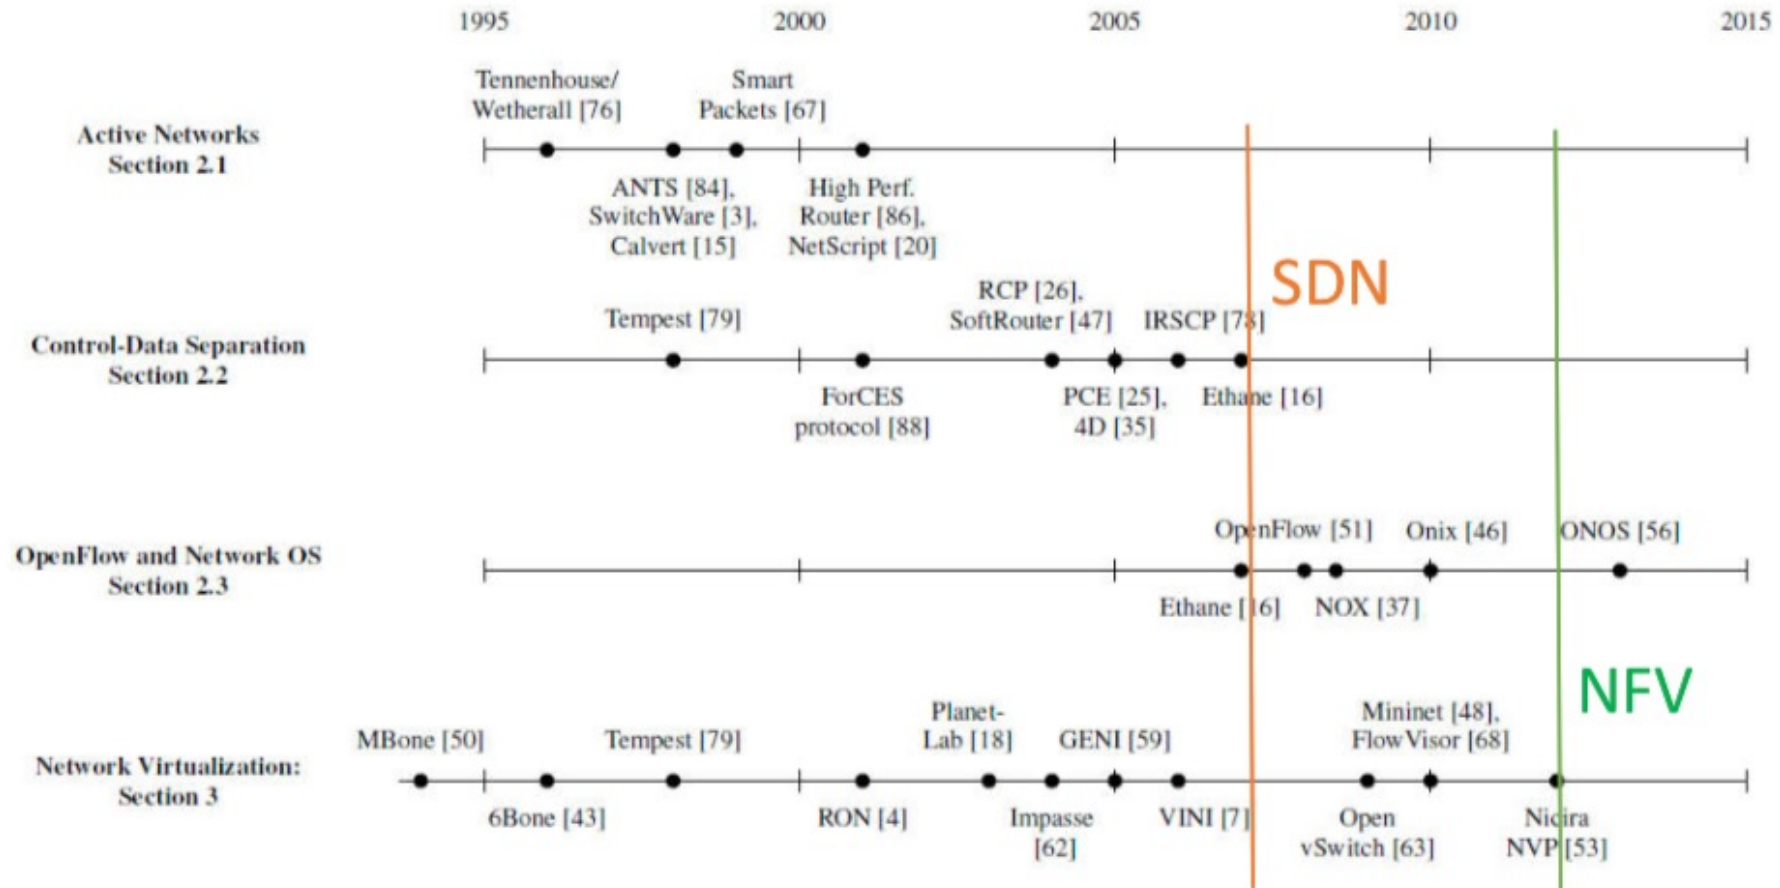 1995 2000 2005 2010 2015
Tennenhouse/
Wetherall [76]
Smart
Packets [67]
Active Networks
Section 2.1
ANTS [84],
SwitchWare [3],
Calvert [15]
High Perf.
Router [86],
NetScript [20]
SDN
RCP [26],
SoftRouter [47]
Tempest [79]
IRSCP [78]
Control-Data Separation
Section 2.2
ForCES
protocol [88]
PCE [25],
4D [35]
Ethane [16]
OpenFlow [51]
Onix [46]
ONOS [56]
OpenFlow and Network OS
Section 2.3
Ethane [16]
NOX [37]
NFV
MBone [50]
Tempest [79]
Planet-
Lab [18]
GENI [59]
Mininet [48],
FlowVisor [68]
Network Virtualization:
Section 3
6Bone [43]
RON [4]
Impasse
[62]
VINI [7]
Open
vSwitch [63]
Nicira
NVP [53]